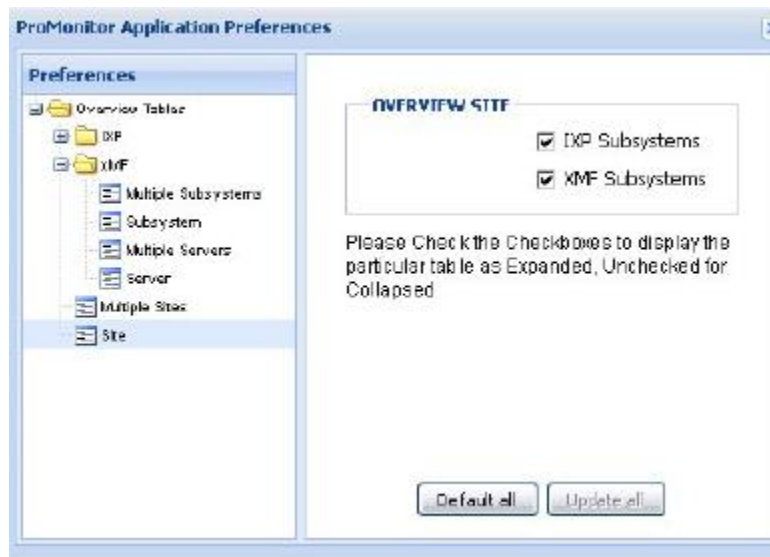 ProMonitor Application Preferences
Preferences
Overview Tables
IXP
xMF
Multiple Subsystems
Subsystem
Multiple Servers
Server
Multiple Sites
Site
OVERVIEW SITE
IXP Subsystems
XMF Subsystems
Please Check the Checkboxes to display the
particular table as Expanded, Unchecked for
Collapsed
Default all
Update all